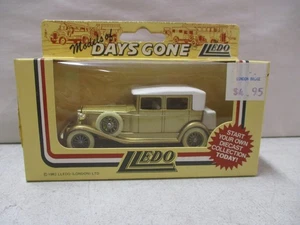 Models of
DAYS GONE
LLEDO
$4.95
START
YOUR OWN
DIECAST
COLLECTION
TODAY!
LLEDO